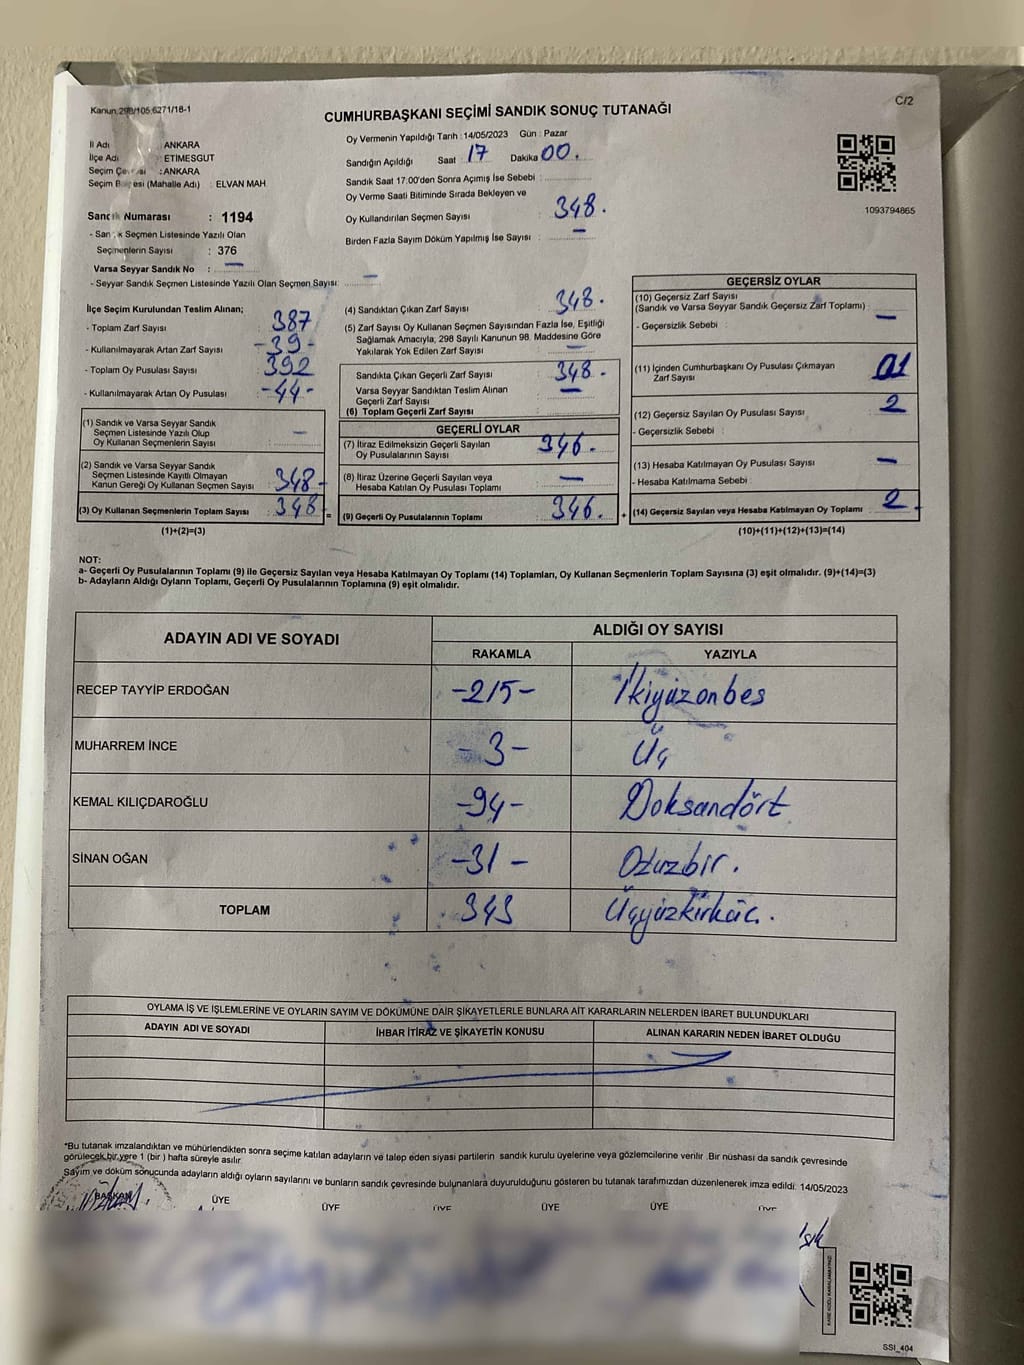 Kanun:298/105:6271/18-1
C/2
CUMHURBAŞKANI SEÇİMİ SANDIK SONUÇ TUTANAĞI
İl Adı : ANKARA
İlçe Adı : ETİMESGUT
Seçim Çevresi : ANKARA
Seçim Bölgesi (Mahalle Adı) : ELVAN MAH
Sandık Numarası : 1194
- Sandık Seçmen Listesinde Yazılı Olan
Seçmenlerin Sayısı : 376
Varsa Seyyar Sandık No : —
- Seyyar Sandık Seçmen Listesinde Yazılı Olan Seçmen Sayısı: —
Oy Vermenin Yapıldığı Tarih : 14/05/2023 Gün : Pazar
Sandığın Açıldığı Saat : 17 Dakika : 00.
Sandık Saat 17:00'den Sonra Açımış İse Sebebi :
Oy Verme Saati Bitiminde Sırada Bekleyen ve
Oy Kullandırılan Seçmen Sayısı : 348.
Birden Fazla Sayım Döküm Yapılmış İse Sayısı : —
1093794865
İlçe Seçim Kurulundan Teslim Alınan;
- Toplam Zarf Sayısı : 387
- Kullanılmayarak Artan Zarf Sayısı : -39-
- Toplam Oy Pusulası Sayısı : 392
- Kullanılmayarak Artan Oy Pusulası : -44-
(1) Sandık ve Varsa Seyyar Sandık
Seçmen Listesinde Yazılı Olup
Oy Kullanan Seçmenlerin Sayısı : —
(2) Sandık ve Varsa Seyyar Sandık
Seçmen Listesinde Kayıtlı Olmayan
Kanun Gereği Oy Kullanan Seçmen Sayısı : 348-
(3) Oy Kullanan Seçmenlerin Toplam Sayısı : 348
(1)+(2)=(3)
(4) Sandıktan Çıkan Zarf Sayısı : 348.
(5) Zarf Sayısı Oy Kullanan Seçmen Sayısından Fazla İse, Eşitliği
Sağlamak Amacıyla, 298 Sayılı Kanunun 98. Maddesine Göre
Yakılarak Yok Edilen Zarf Sayısı : —
Sandıkta Çıkan Geçerli Zarf Sayısı : 348-
Varsa Seyyar Sandıktan Teslim Alınan
Geçerli Zarf Sayısı : —
(6) Toplam Geçerli Zarf Sayısı :
GEÇERLİ OYLAR
(7) İtiraz Edilmeksizin Geçerli Sayılan
Oy Pusulalarının Sayısı : 346.
(8) İtiraz Üzerine Geçerli Sayılan veya
Hesaba Katılan Oy Pusulası Toplamı : —
(9) Geçerli Oy Pusulalarının Toplamı : 346.
=
+
GEÇERSİZ OYLAR
(10) Geçersiz Zarf Sayısı
(Sandık ve Varsa Seyyar Sandık Geçersiz Zarf Toplamı) : —
- Geçersizlik Sebebi :
(11) İçinden Cumhurbaşkanı Oy Pusulası Çıkmayan
Zarf Sayısı :
(12) Geçersiz Sayılan Oy Pusulası Sayısı : 2
- Geçersizlik Sebebi :
(13) Hesaba Katılmayan Oy Pusulası Sayısı : —
- Hesaba Katılmama Sebebi :
(14) Geçersiz Sayılan veya Hesaba Katılmayan Oy Toplamı : 2.
(10)+(11)+(12)+(13)=(14)
NOT:
a- Geçerli Oy Pusulalarının Toplamı (9) ile Geçersiz Sayılan veya Hesaba Katılmayan Oy Toplamı (14) Toplamları, Oy Kullanan Seçmenlerin Toplam Sayısına (3) eşit olmalıdır. (9)+(14)=(3)
b- Adayların Aldığı Oyların Toplamı, Geçerli Oy Pusulalarının Toplamına (9) eşit olmalıdır.
ADAYIN ADI VE SOYADI
ALDIĞI OY SAYISI
RAKAMLA YAZIYLA
RECEP TAYYİP ERDOĞAN -215- İkiyüzonbes
MUHARREM İNCE -3- Üç
KEMAL KILIÇDAROĞLU -94- Doksandört
SİNAN OĞAN -31- Otuzbir.
TOPLAM 343 Üçyüzkırküç.
OYLAMA İŞ VE İŞLEMLERİNE VE OYLARIN SAYIM VE DÖKÜMÜNE DAİR ŞİKAYETLERLE BUNLARA AİT KARARLARIN NELERDEN İBARET BULUNDUKLARI
ADAYIN ADI VE SOYADI İHBAR İTİRAZ VE ŞİKAYETİN KONUSU ALINAN KARARIN NEDEN İBARET OLDUĞU
*Bu tutanak imzalandıktan ve mühürlendikten sonra seçime katılan adayların ve talep eden siyasi partilerin sandık kurulu üyelerine veya gözlemcilerine verilir .Bir nüshası da sandık çevresinde
görülecek bir yere 1 (bir ) hafta süreyle asılır.
Sayım ve döküm sonucunda adayların aldığı oyların sayılarını ve bunların sandık çevresinde bulunanlara duyurulduğunu gösteren bu tutanak tarafımızdan düzenlenerek imza edildi: 14/05/2023
BAŞKAN ÜYE ÜYE ÜYE ÜYE ÜYE ÜYE
SSI_404